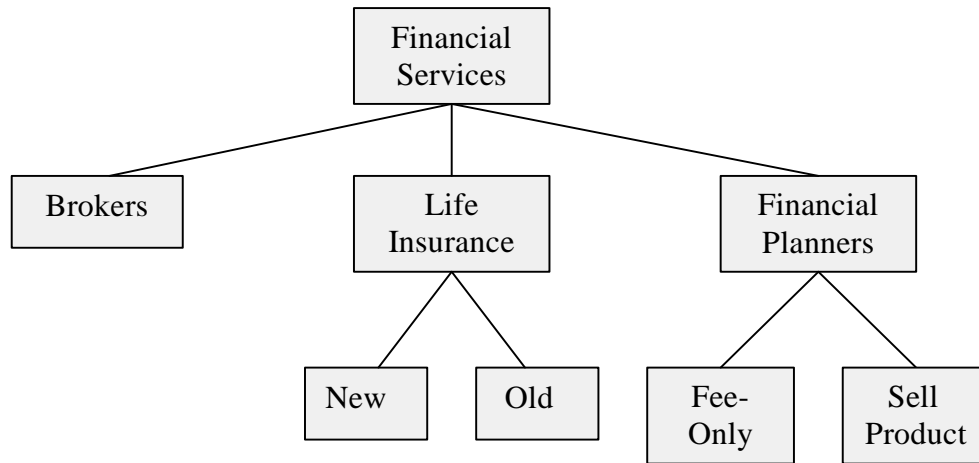 Financial
Services
Brokers
Life
Insurance
Financial
Planners
New
Old
Fee-
Only
Sell
Product